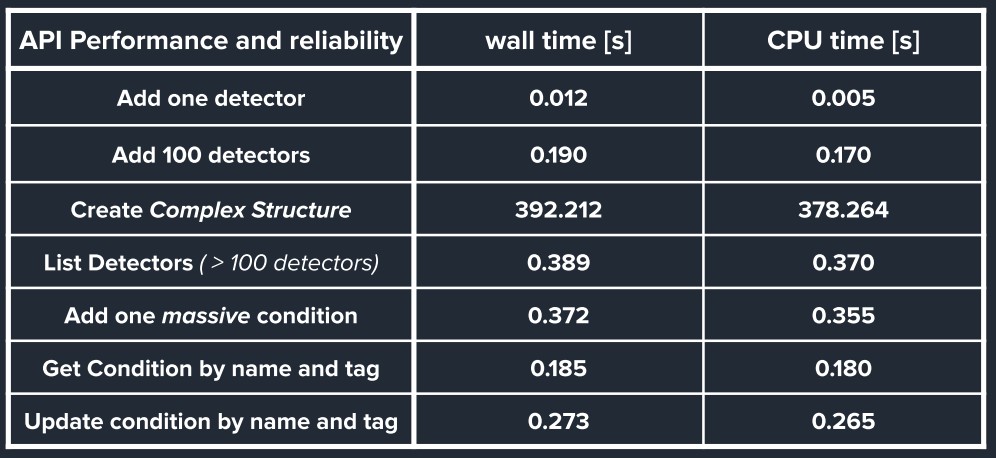 API Performance and reliability wall time [s] CPU time [s]
Add one detector 0.012 0.005
Add 100 detectors 0.190 0.170
Create Complex Structure 392.212 378.264
List Detectors ( > 100 detectors) 0.389 0.370
Add one massive condition 0.372 0.355
Get Condition by name and tag 0.185 0.180
Update condition by name and tag 0.273 0.265